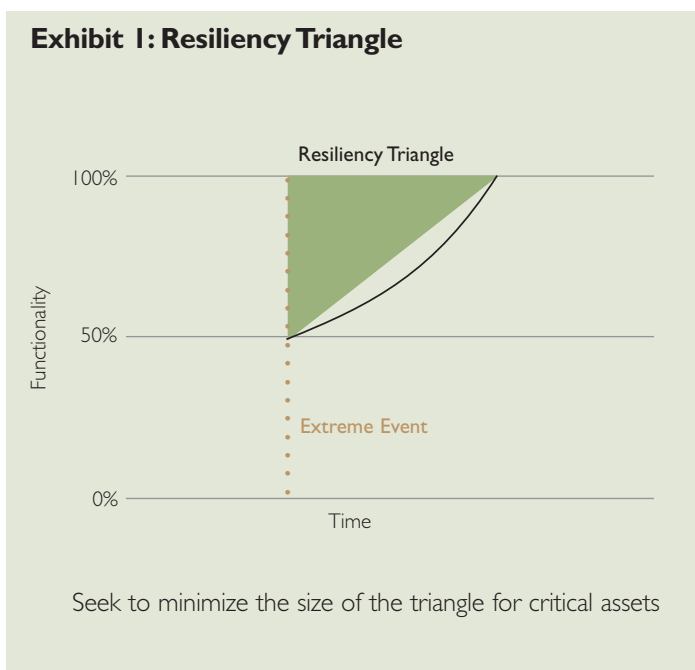 Exhibit 1: Resiliency Triangle
Resiliency Triangle
100%
Functionality
50%
Extreme Event
0%
Time
Seek to minimize the size of the triangle for critical assets